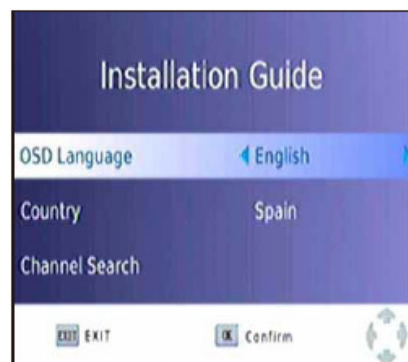 Installation Guide
OSD Language English
Country Spain
Channel Search
EXIT EXIT OK Confirm